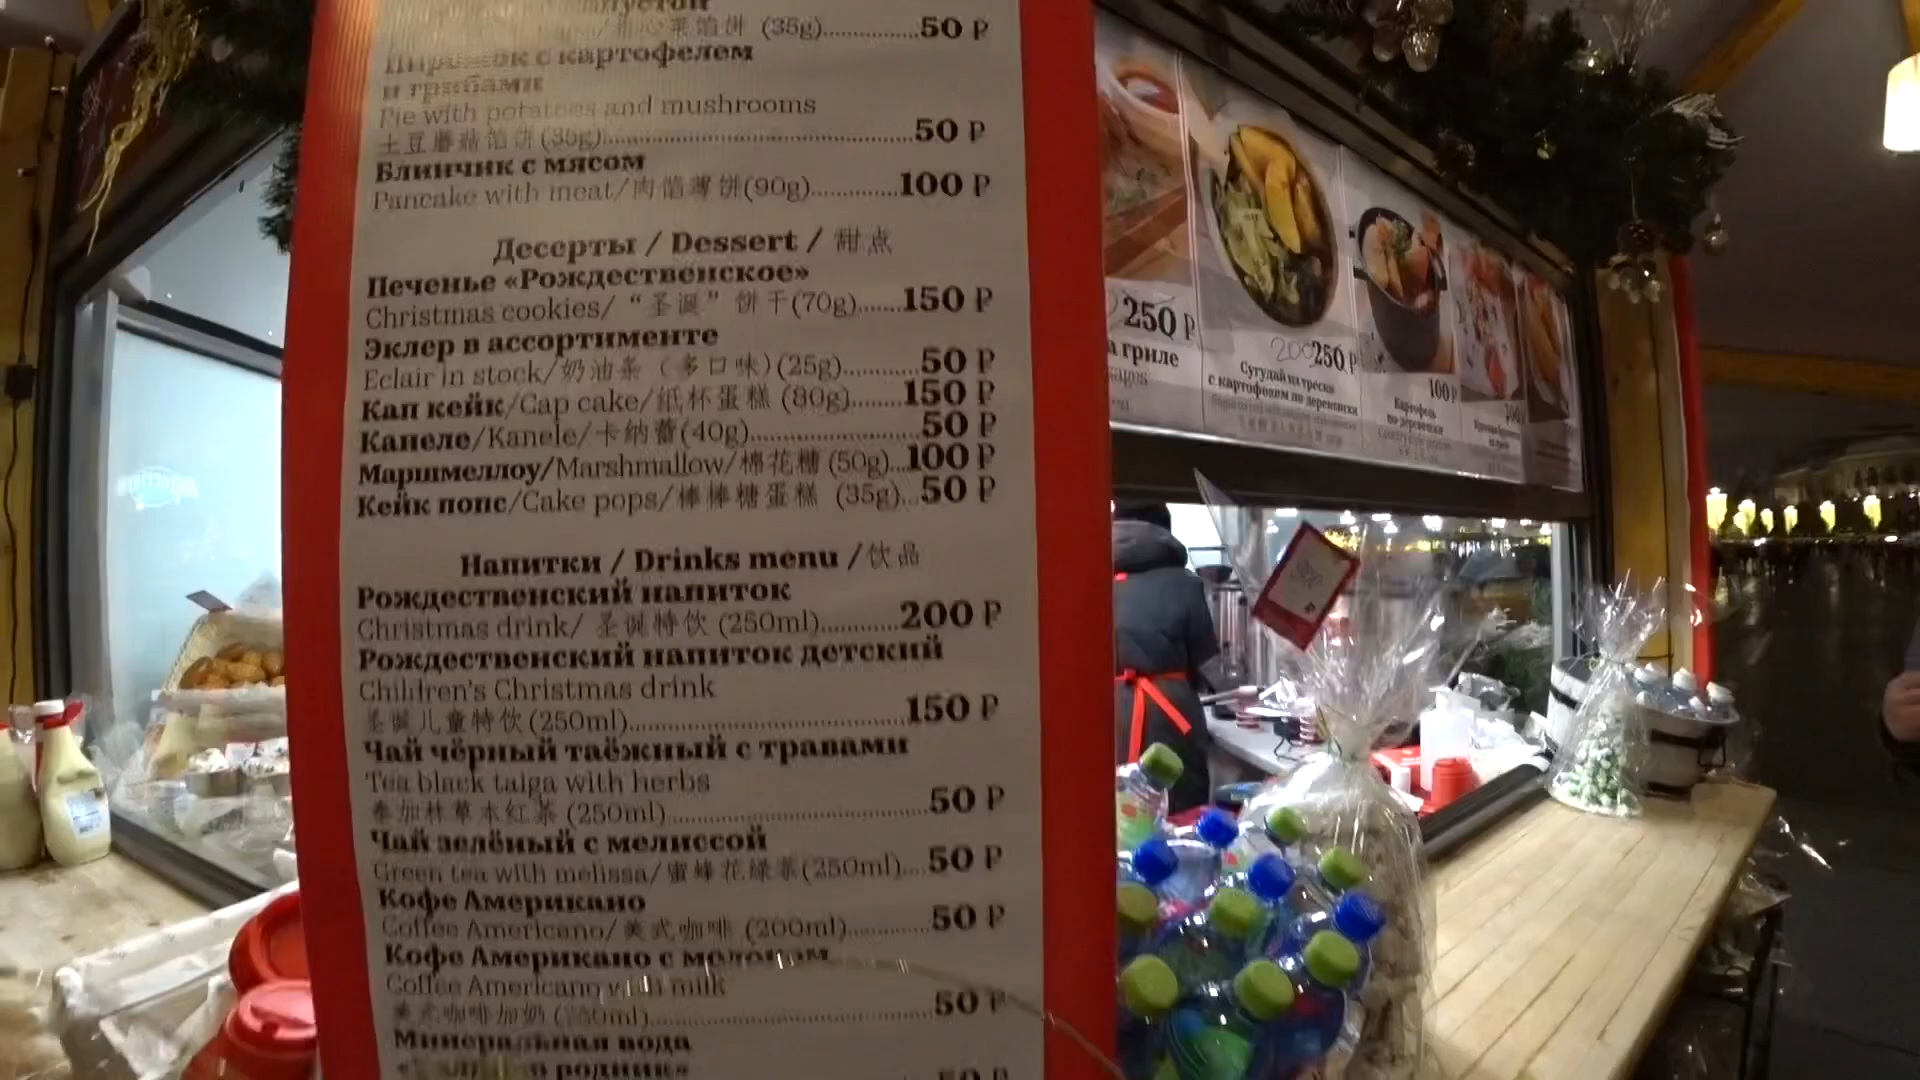 (35g)....................50 ₽
Пирожок с картофелем
и грибами
Pie with potatoes and mushrooms
土豆蘑菇馅饼(35g)....................50 ₽
Блинчик с мясом
Pancake with meat/肉馅薄饼(90g)............100 ₽
Десерты / Dessert / 甜点
Печенье «Рождественское»
Christmas cookies/ “圣诞” 饼干(70g)......150 ₽
Эклер в ассортименте
Eclair in stock/奶油条 (多口味)(25g)..........50 ₽
Кап кейк/Cap cake/纸杯蛋糕 (80g).......150 ₽
Капеле/Kanele/卡纳蕾(40g)....................50 ₽
Маршмеллоу/Marshmallow/棉花糖 (50g)..100 ₽
Кейк попс/Cake pops/棒棒糖蛋糕 (35g)...50 ₽
Напитки / Drinks menu /饮品
Рождественский напиток
Christmas drink/ 圣诞特饮 (250ml)...........200 ₽
Рождественский напиток детский
Children's Christmas drink
圣诞儿童特饮(250ml)....................150 ₽
Чай чёрный таёжный с травами
Tea black taiga with herbs
泰加林草本红茶 (250ml)....................50 ₽
Чай зелёный с мелиссой
Green tea with melissa/蜜蜂花绿茶(250ml)....50 ₽
Кофе Американо
Coffee Americano/美式咖啡 (200ml)............50 ₽
Кофе Американо с молоком
Coffee Americano with milk
美式咖啡加奶 (250ml)....................50 ₽
Минеральная вода
родник»
50 ₽
250 ₽
а гриле
200 250 ₽
Сугудай из трески
с картофелем по-деревенски
100 ₽
Картофель
по-деревенски